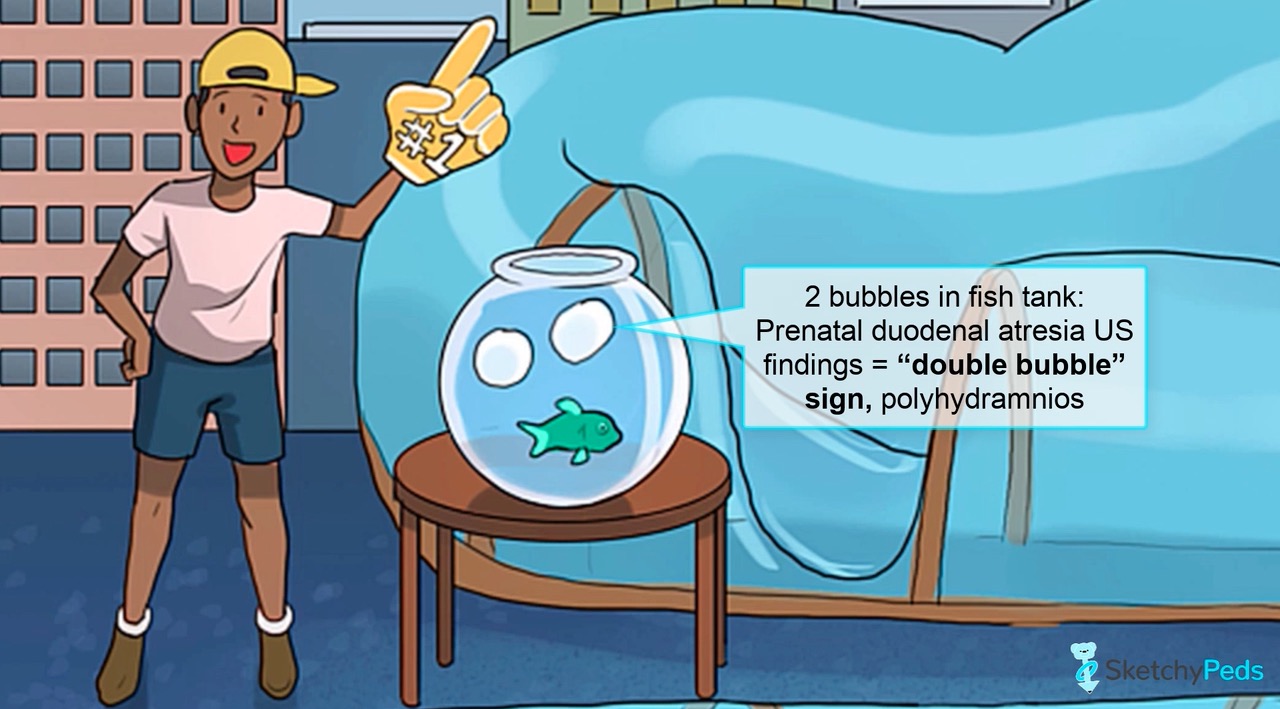 #1
2 bubbles in fish tank:
Prenatal duodenal atresia US
findings = “double bubble”
sign, polyhydramnios
SketchyPeds